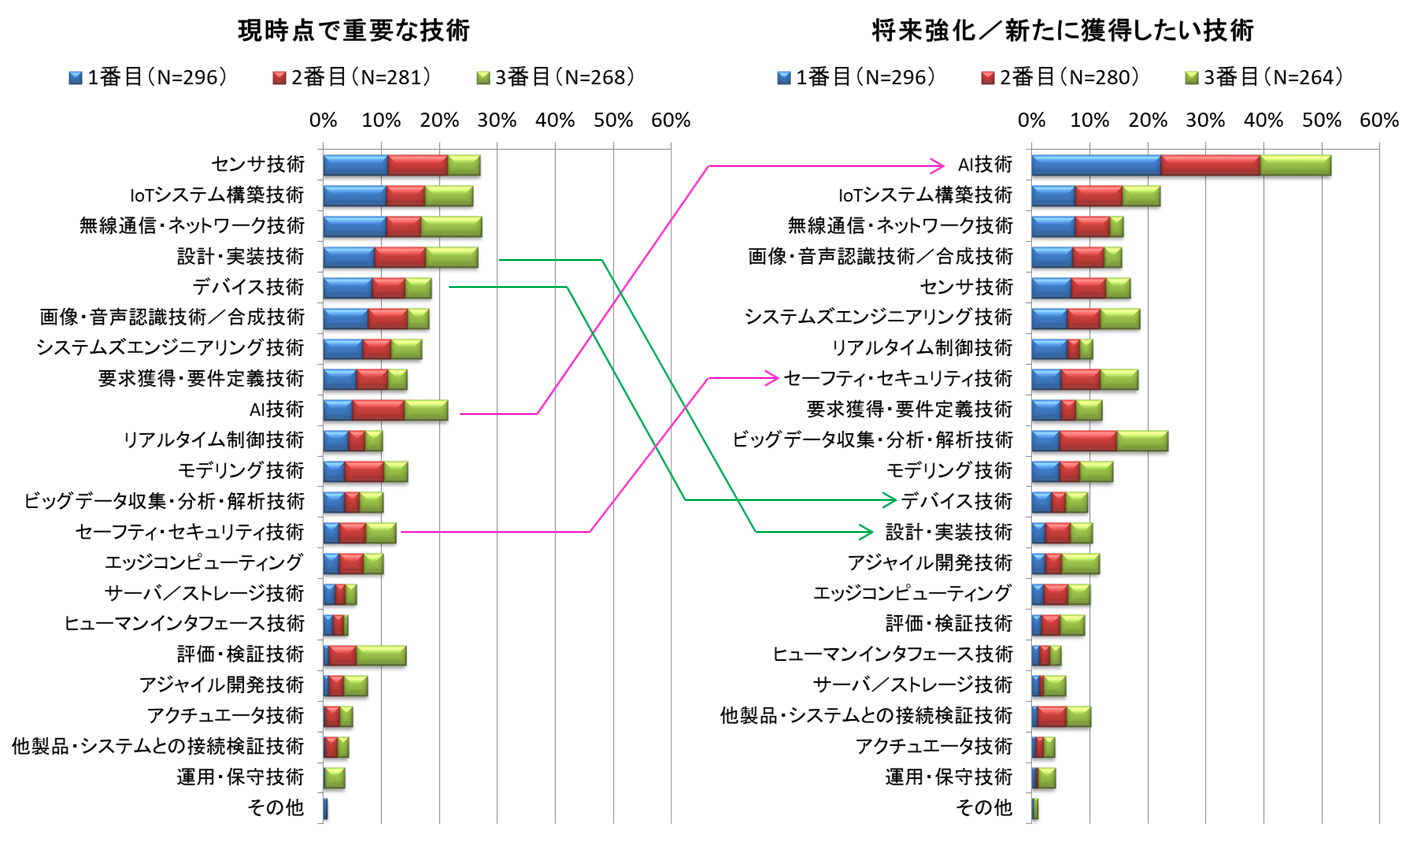 現時点で重要な技術
1番目（N=296） 2番目（N=281） 3番目（N=268）
0% 10% 20% 30% 40% 50% 60%
センサ技術
IoTシステム構築技術
無線通信・ネットワーク技術
設計・実装技術
デバイス技術
画像・音声認識技術／合成技術
システムズエンジニアリング技術
要求獲得・要件定義技術
AI技術
リアルタイム制御技術
モデリング技術
ビッグデータ収集・分析・解析技術
セーフティ・セキュリティ技術
エッジコンピューティング
サーバ／ストレージ技術
ヒューマンインタフェース技術
評価・検証技術
アジャイル開発技術
アクチュエータ技術
他製品・システムとの接続検証技術
運用・保守技術
その他
将来強化／新たに獲得したい技術
1番目（N=296） 2番目（N=280） 3番目（N=264）
0% 10% 20% 30% 40% 50% 60%
AI技術
IoTシステム構築技術
無線通信・ネットワーク技術
画像・音声認識技術／合成技術
センサ技術
システムズエンジニアリング技術
リアルタイム制御技術
セーフティ・セキュリティ技術
要求獲得・要件定義技術
ビッグデータ収集・分析・解析技術
モデリング技術
デバイス技術
設計・実装技術
アジャイル開発技術
エッジコンピューティング
評価・検証技術
ヒューマンインタフェース技術
サーバ／ストレージ技術
他製品・システムとの接続検証技術
アクチュエータ技術
運用・保守技術
その他